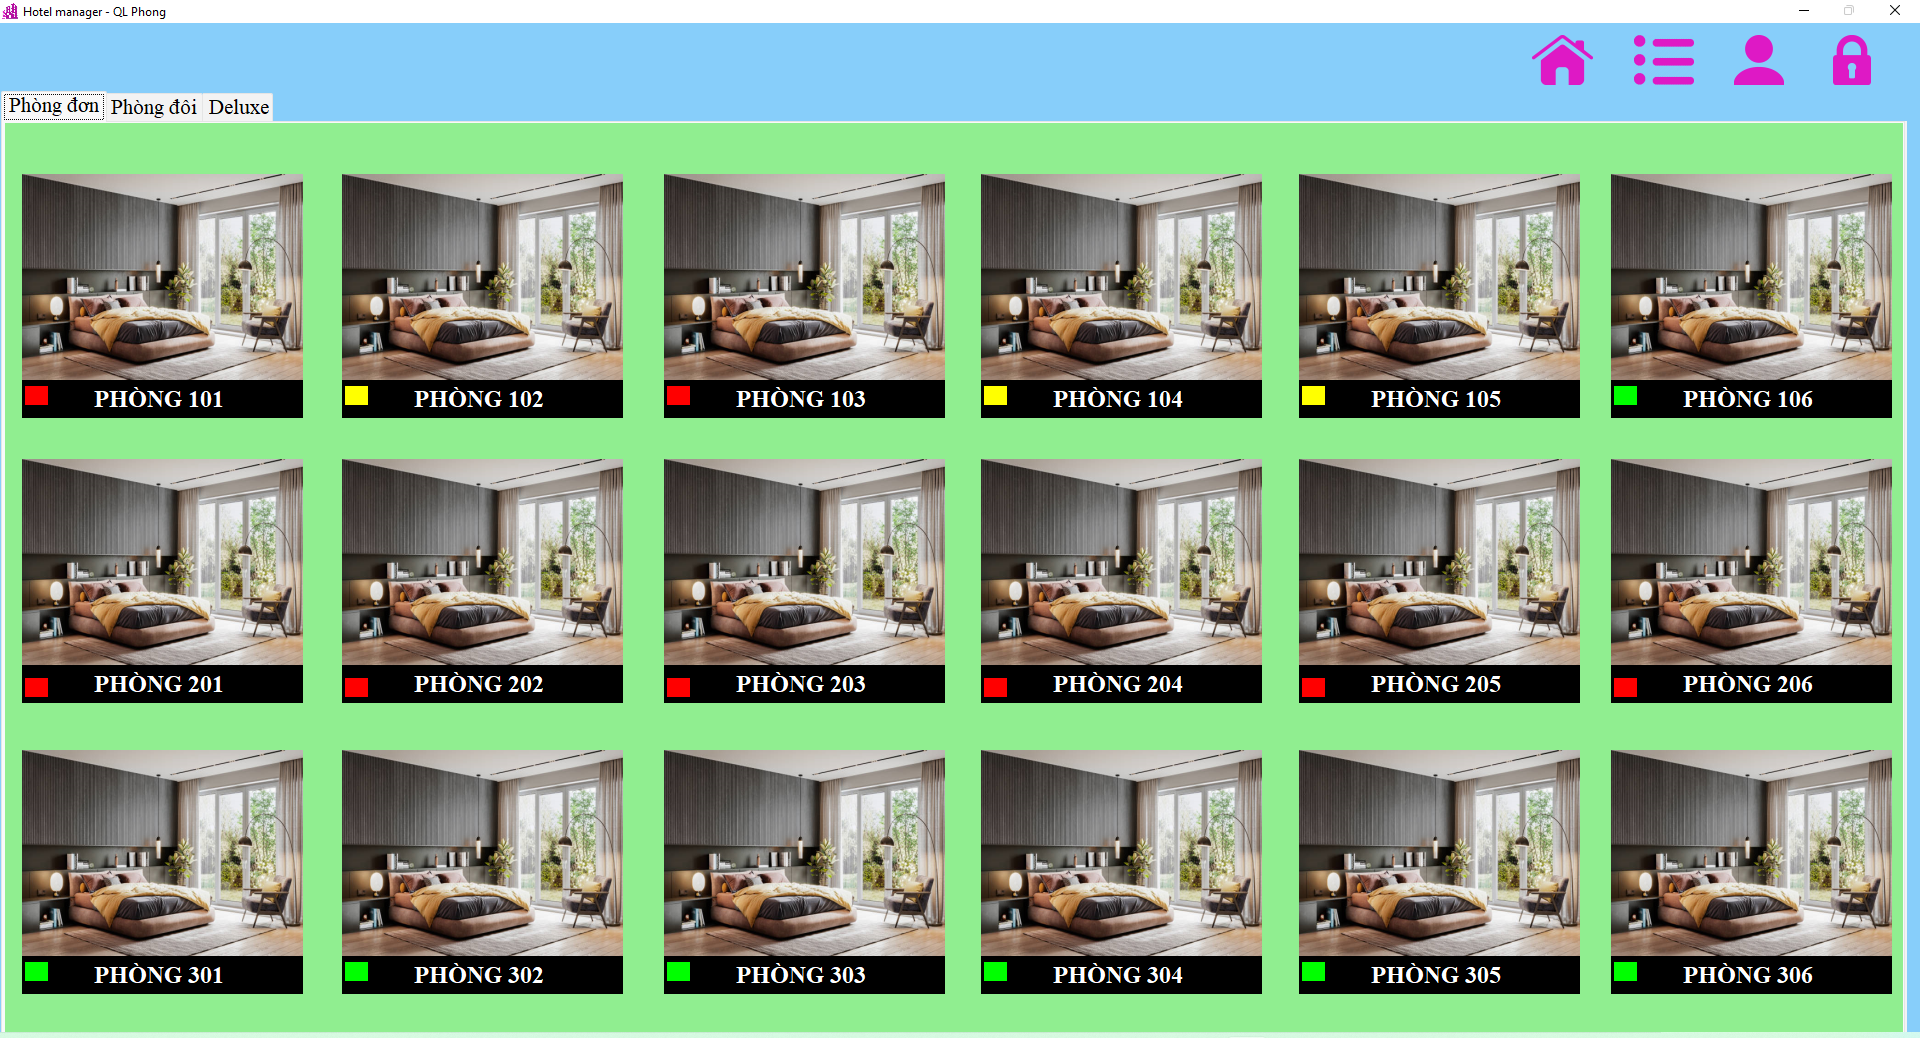 Hotel manager - QL Phong
Phòng đơn Phòng đôi Deluxe
PHÒNG 101 PHÒNG 102 PHÒNG 103 PHÒNG 104 PHÒNG 105 PHÒNG 106
PHÒNG 201 PHÒNG 202 PHÒNG 203 PHÒNG 204 PHÒNG 205 PHÒNG 206
PHÒNG 301 PHÒNG 302 PHÒNG 303 PHÒNG 304 PHÒNG 305 PHÒNG 306